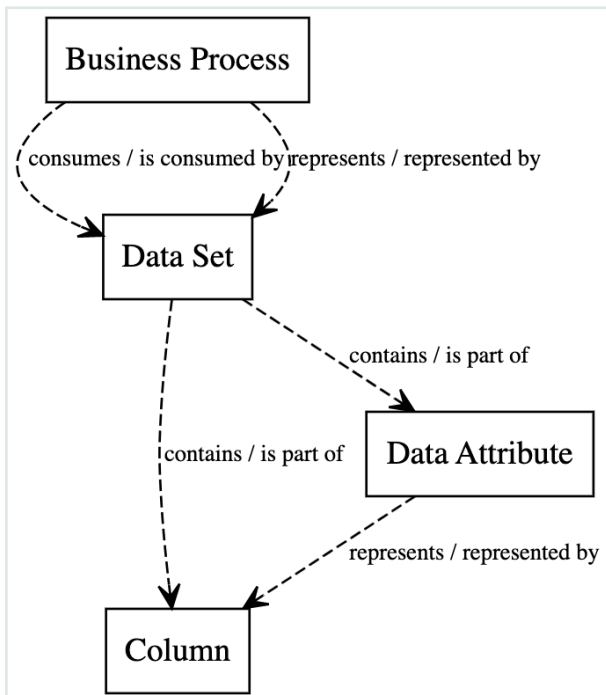 Business Process
consumes / is consumed by represents / represented by
Data Set
contains / is part of
Data Attribute
contains / is part of
represents / represented by
Column